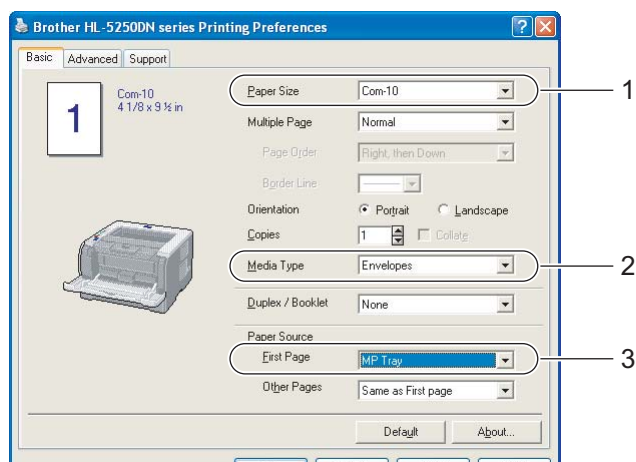 Brother HL-5250DN series Printing Preferences
Basic Advanced Support
1
Com-10
4 1/8 x 9 ½ in
Paper Size Com-10 1
Multiple Page Normal
Page Order Right, then Down
Border Line
Orientation Portrait Landscape
Copies 1 Collate
Media Type Envelopes 2
Duplex / Booklet None
Paper Source
First Page MP Tray 3
Other Pages Same as First page
Default About...